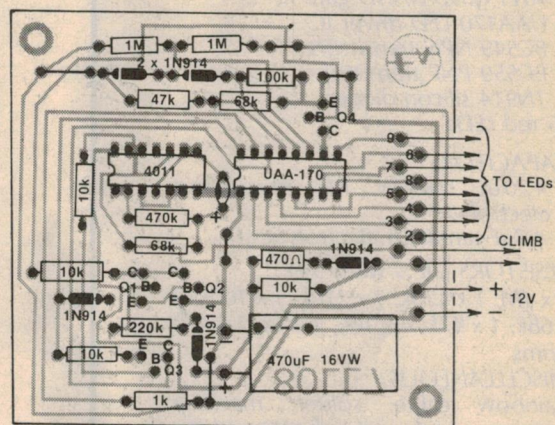 1M
1M
2 x 1N914
100k
47k
68k
E
B
Q4
C
EA
4011
UAA-170
10k
+
470k
68k
9
6
7
8
5
4
3
2
TO LEDs
CLIMB
470Ω
1N914
10k
+
12V
−
10k
C
C
Q1
B
B
Q2
E
E
1N914
220k
1N914
10k
E
C
B
Q3
1k
−
+
470uF 16VW
80LL7